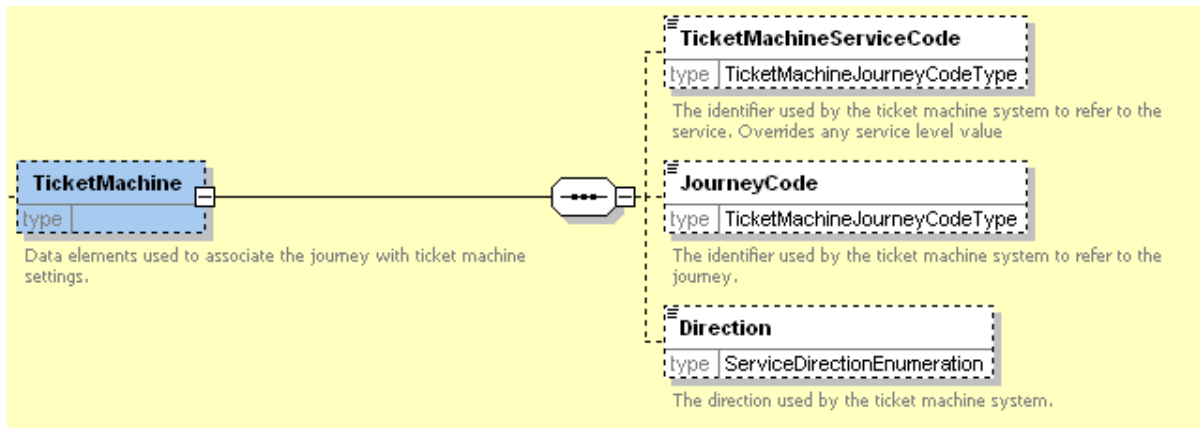 TicketMachine
type
Data elements used to associate the journey with ticket machine
settings.
TicketMachineServiceCode
type TicketMachineJourneyCodeType
The identifier used by the ticket machine system to refer to the
service. Overrides any service level value
JourneyCode
type TicketMachineJourneyCodeType
The identifier used by the ticket machine system to refer to the
journey.
Direction
type ServiceDirectionEnumeration
The direction used by the ticket machine system.